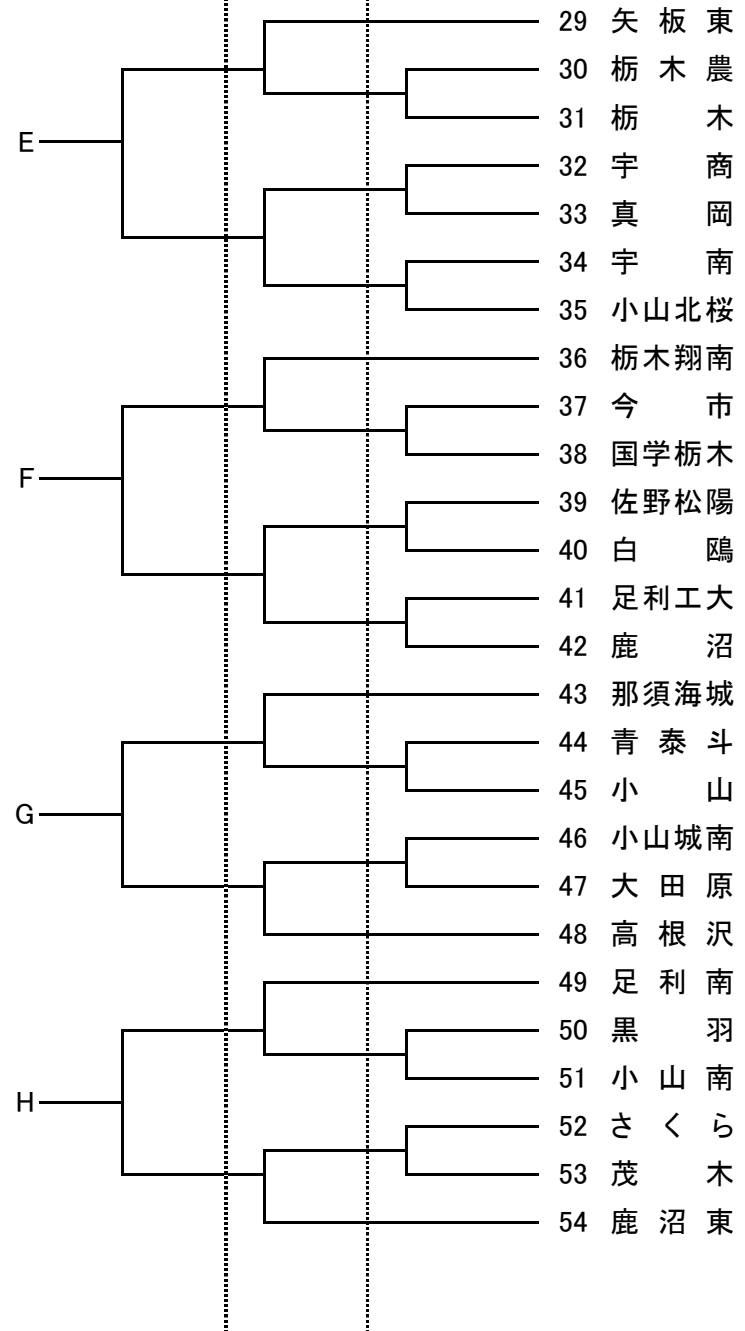 29 矢板東
30 栃木農
31 栃木
E
32 宇商
33 真岡
34 宇南
35 小山北桜
36 栃木翔南
37 今市
38 国学栃木
F
39 佐野松陽
40 白鴎
41 足利工大
42 鹿沼
43 那須海城
44 青泰斗
45 小山
G
46 小山城南
47 大田原
48 高根沢
49 足利南
50 黒羽
51 小山南
H
52 さくら
53 茂木
54 鹿沼東